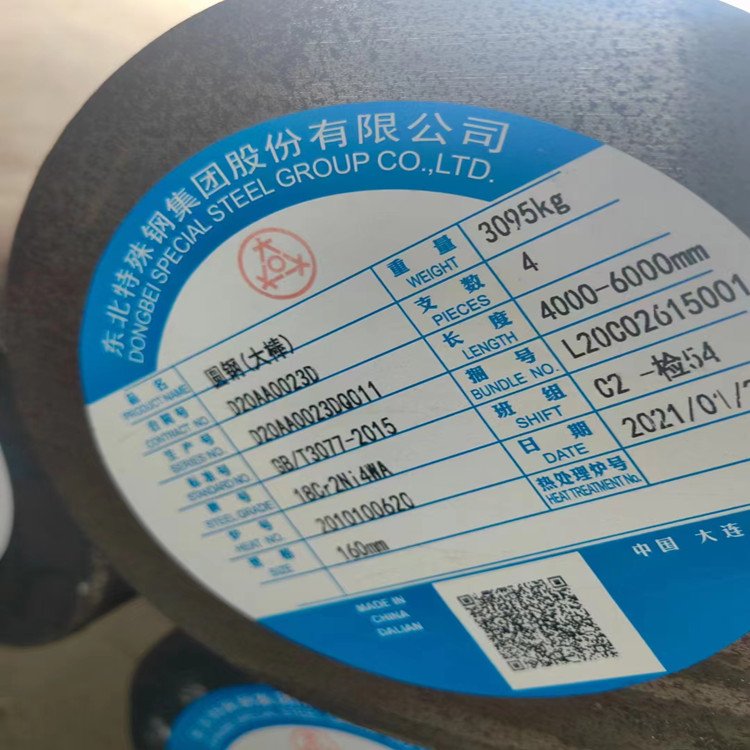 东北特殊钢集团股份有限公司
DONGBEI SPECIAL STEEL GROUP CO.,LTD.
品名 圆钢(大棒)
PRODUCT NAME
合同号 D20AA0023D
CONTRACT NO.
生产号 D20AA0023DQ011
SERIES NO.
标准号 GB/T3077-2015
STANDARD NO.
钢号 18Cr2Ni4WA
STEEL GRADE
炉号 2010100620
HEAT NO.
规格 160mm
SIZE
重量 3095kg
WEIGHT
支数 4
PIECES
长度 4000-6000mm
LENGTH
捆号 L20C02615001
BUNDLE NO.
班组 C2 -检54
SHIFT
日期 2021/01/
DATE
热处理炉号
HEAT TREATMENT NO.
MADE IN
CHINA
DALIAN
中国 大连